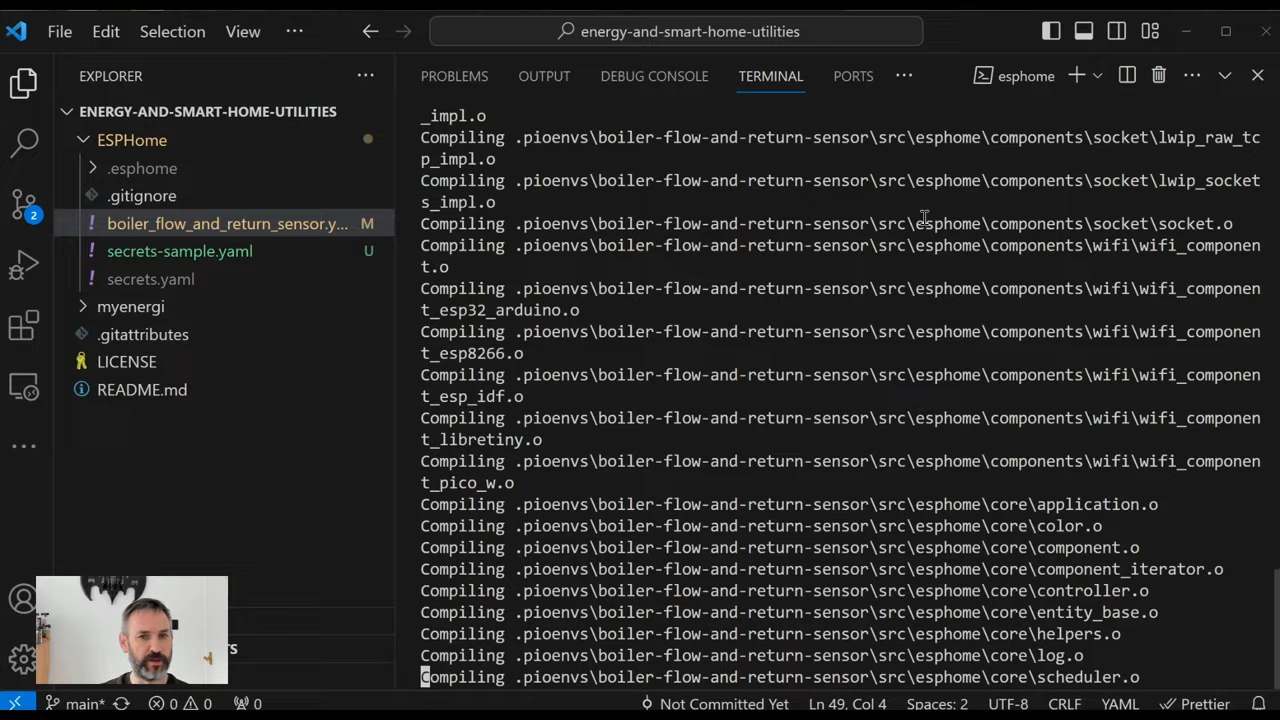 File Edit Selection View ··· energy-and-smart-home-utilities
EXPLORER ···
ENERGY-AND-SMART-HOME-UTILITIES
ESPHome
.esphome
.gitignore
! boiler_flow_and_return_sensor.y... M
! secrets-sample.yaml U
! secrets.yaml
myenergi
.gitattributes
LICENSE
README.md
2
PROBLEMS OUTPUT DEBUG CONSOLE TERMINAL PORTS ··· esphome
_impl.o
Compiling .pioenvs\boiler-flow-and-return-sensor\src\esphome\components\socket\lwip_raw_tc
p_impl.o
Compiling .pioenvs\boiler-flow-and-return-sensor\src\esphome\components\socket\lwip_socket
s_impl.o
Compiling .pioenvs\boiler-flow-and-return-sensor\src\esphome\components\socket\socket.o
Compiling .pioenvs\boiler-flow-and-return-sensor\src\esphome\components\wifi\wifi_componen
t.o
Compiling .pioenvs\boiler-flow-and-return-sensor\src\esphome\components\wifi\wifi_componen
t_esp32_arduino.o
Compiling .pioenvs\boiler-flow-and-return-sensor\src\esphome\components\wifi\wifi_componen
t_esp8266.o
Compiling .pioenvs\boiler-flow-and-return-sensor\src\esphome\components\wifi\wifi_componen
t_esp_idf.o
Compiling .pioenvs\boiler-flow-and-return-sensor\src\esphome\components\wifi\wifi_componen
t_libretiny.o
Compiling .pioenvs\boiler-flow-and-return-sensor\src\esphome\components\wifi\wifi_componen
t_pico_w.o
Compiling .pioenvs\boiler-flow-and-return-sensor\src\esphome\core\application.o
Compiling .pioenvs\boiler-flow-and-return-sensor\src\esphome\core\color.o
Compiling .pioenvs\boiler-flow-and-return-sensor\src\esphome\core\component.o
Compiling .pioenvs\boiler-flow-and-return-sensor\src\esphome\core\component_iterator.o
Compiling .pioenvs\boiler-flow-and-return-sensor\src\esphome\core\controller.o
Compiling .pioenvs\boiler-flow-and-return-sensor\src\esphome\core\entity_base.o
Compiling .pioenvs\boiler-flow-and-return-sensor\src\esphome\core\helpers.o
Compiling .pioenvs\boiler-flow-and-return-sensor\src\esphome\core\log.o
Compiling .pioenvs\boiler-flow-and-return-sensor\src\esphome\core\scheduler.o
main* 0 0 0 Not Committed Yet Ln 49, Col 4 Spaces: 2 UTF-8 CRLF YAML Prettier